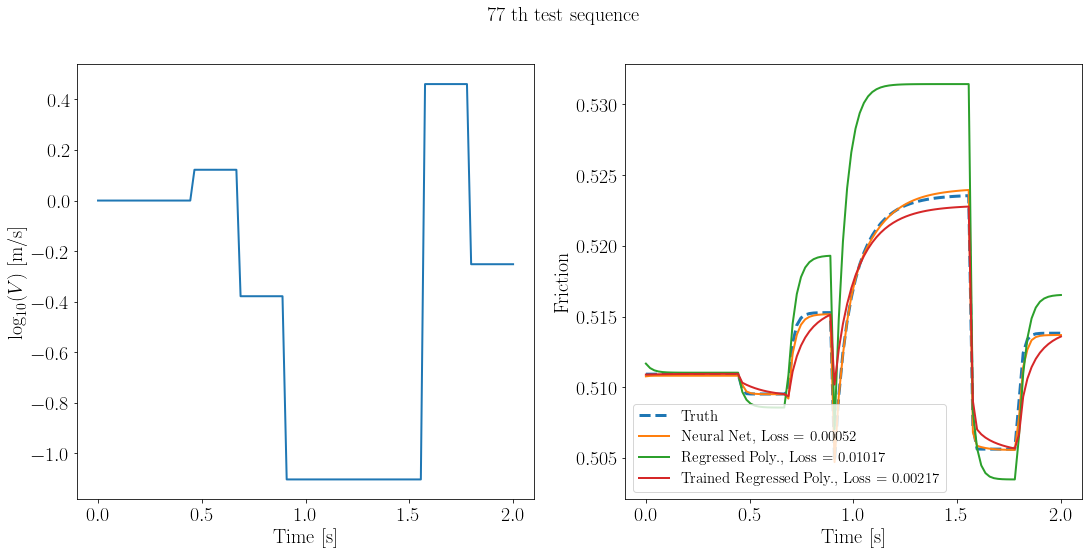 77 th test sequence
log10(V) [m/s]
0.4
0.2
0.0
−0.2
−0.4
−0.6
−0.8
−1.0
0.0 0.5 1.0 1.5 2.0
Time [s]
Friction
0.530
0.525
0.520
0.515
0.510
0.505
Truth
Neural Net, Loss = 0.00052
Regressed Poly., Loss = 0.01017
Trained Regressed Poly., Loss = 0.00217
0.0 0.5 1.0 1.5 2.0
Time [s]